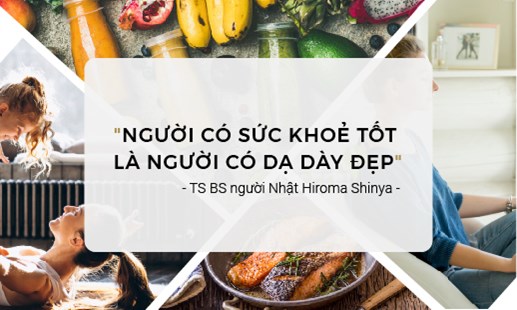 "NGƯỜI CÓ SỨC KHOẺ TỐT
LÀ NGƯỜI CÓ DẠ DÀY ĐẸP"
- TS BS người Nhật Hiroma Shinya -